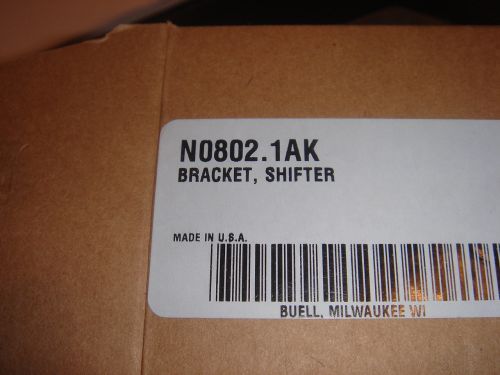 N0802.1AK
BRACKET, SHIFTER
MADE IN U.S.A.
BUELL, MILWAUKEE WI